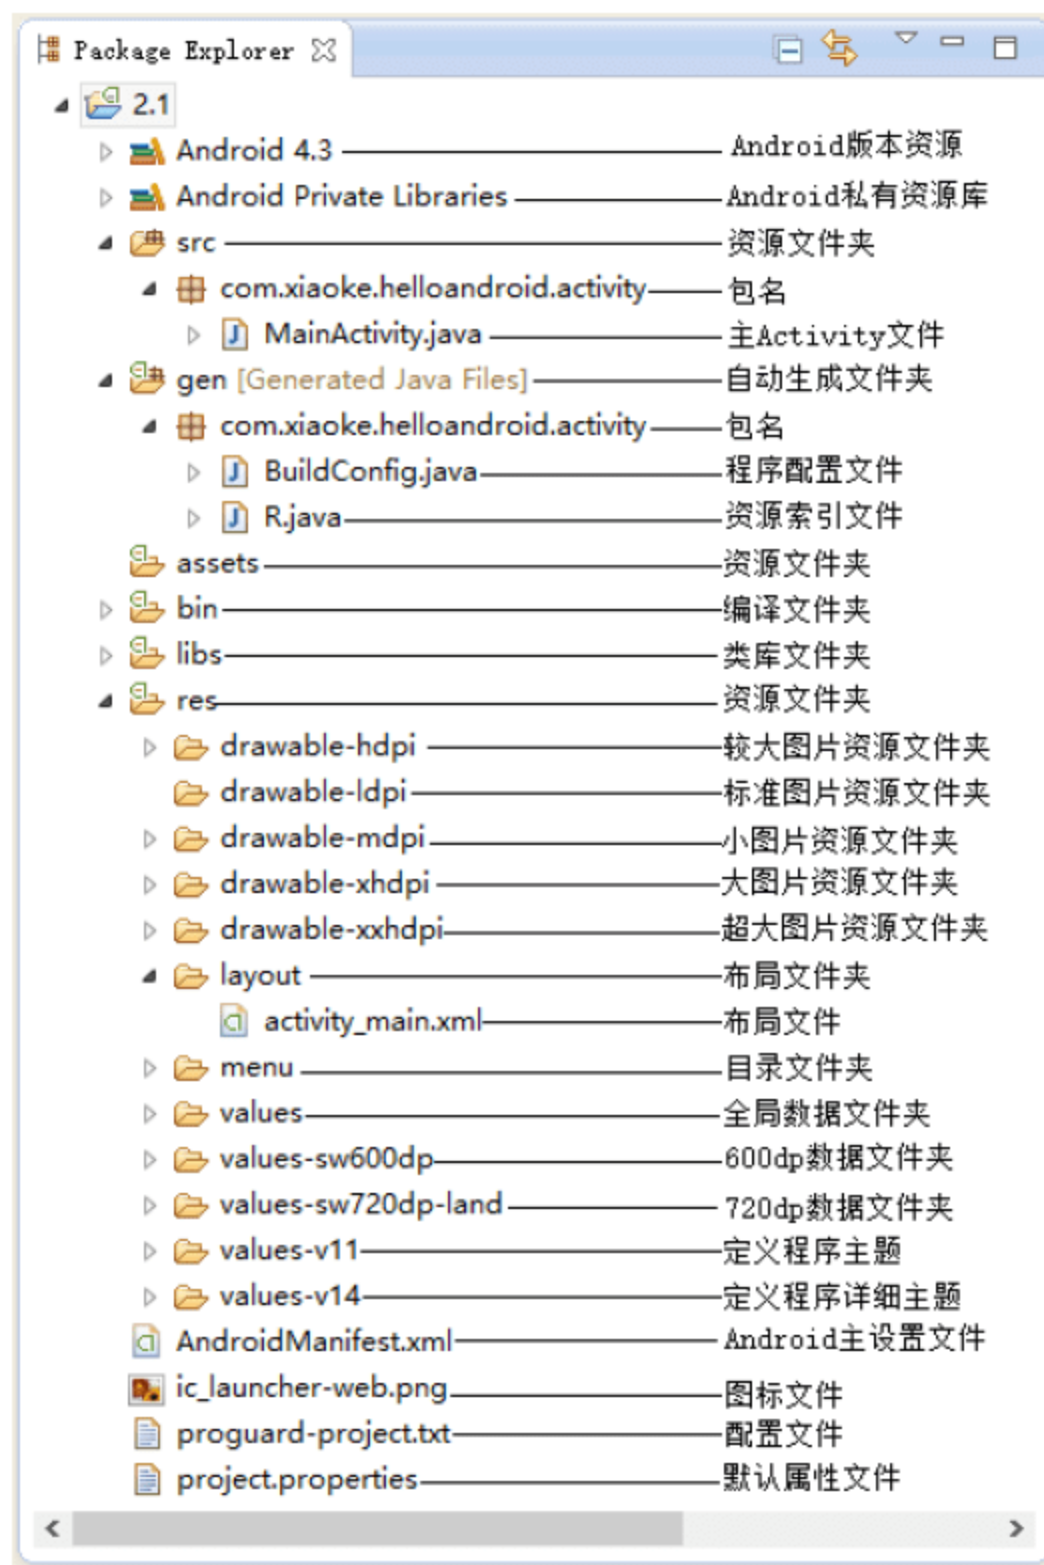 Package Explorer
2.1
Android 4.3 Android版本资源
Android Private Libraries Android私有资源库
src 资源文件夹
com.xiaoke.helloandroid.activity 包名
MainActivity.java 主Activity文件
gen [Generated Java Files] 自动生成文件夹
com.xiaoke.helloandroid.activity 包名
BuildConfig.java 程序配置文件
R.java 资源索引文件
assets 资源文件夹
bin 编译文件夹
libs 类库文件夹
res 资源文件夹
drawable-hdpi 较大图片资源文件夹
drawable-ldpi 标准图片资源文件夹
drawable-mdpi 小图片资源文件夹
drawable-xhdpi 大图片资源文件夹
drawable-xxhdpi 超大图片资源文件夹
layout 布局文件夹
activity_main.xml 布局文件
menu 目录文件夹
values 全局数据文件夹
values-sw600dp 600dp数据文件夹
values-sw720dp-land 720dp数据文件夹
values-v11 定义程序主题
values-v14 定义程序详细主题
AndroidManifest.xml Android主设置文件
ic_launcher-web.png 图标文件
proguard-project.txt 配置文件
project.properties 默认属性文件